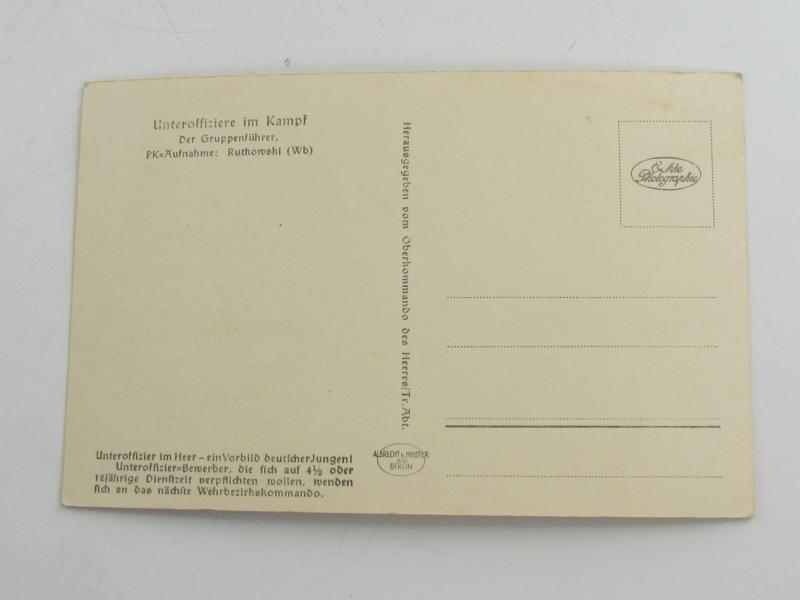 Unteroffiziere im Kampf
Der Gruppenführer.
PK=Aufnahme: Ruthowski (Wb)
Herausgegeben vom Oberkommando des Heeres/Tr. Abt.
Echte
Photographie
Unteroffizier im Heer – ein Vorbild deutscher Jungen!
Unteroffizier=Bewerber, die sich auf 4½ oder
12jährige Dienstzeit verpflichten wollen, wenden
sich an das nächste Wehrbezirkskommando.
ALBRECHT & MEISTER
A.G.
BERLIN